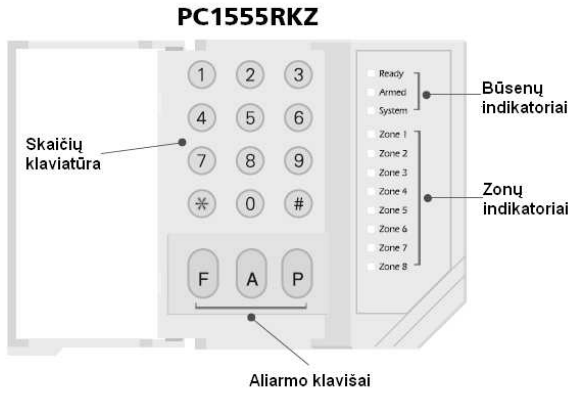 PC1555RKZ
1 2 3
4 5 6
7 8 9
* 0 #
F A P
Skaičių
klaviatūra
Ready
Armed
System
Zone 1
Zone 2
Zone 3
Zone 4
Zone 5
Zone 6
Zone 7
Zone 8
Būsenų
indikatoriai
Zonų
indikatoriai
Aliarmo klavišai